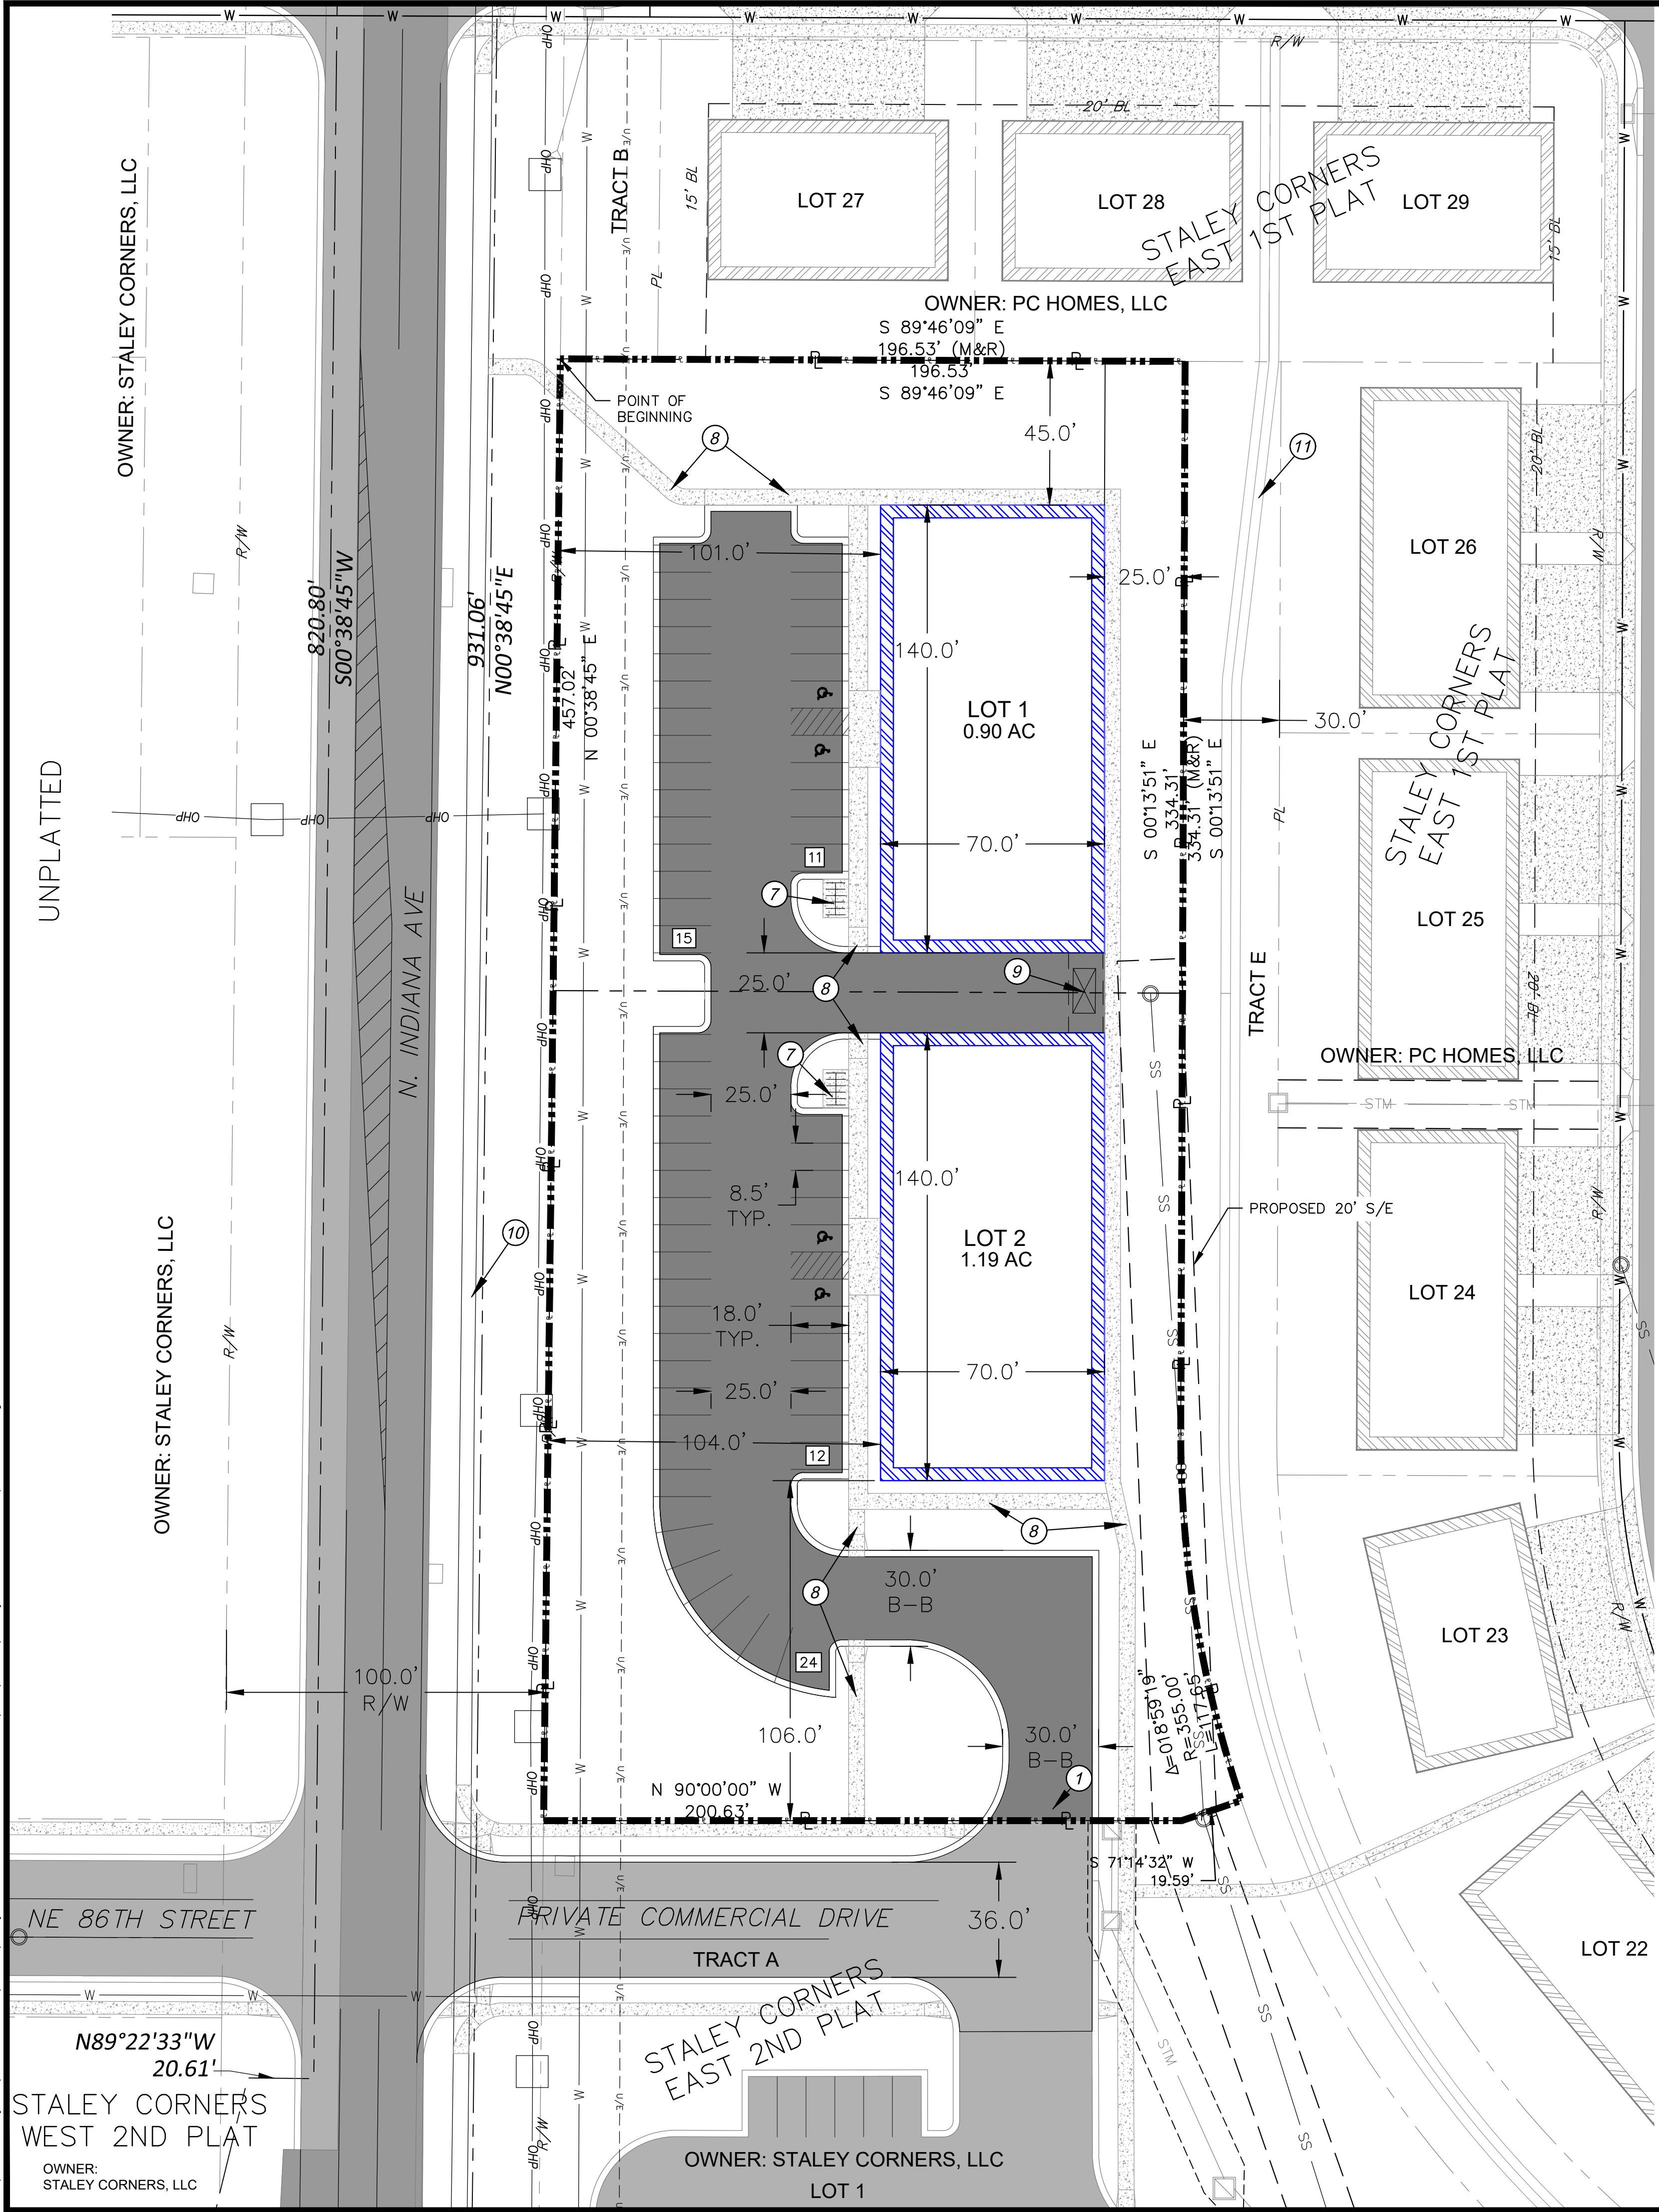 W W W W W W W W W
R/W
OHP
20' BL
OWNER: STALEY CORNERS, LLC
OHP
U/E
TRACT B
15' BL
LOT 27
LOT 28
LOT 29
STALEY CORNERS
EAST 1ST PLAT
15' BL
PL
OHP
W
OWNER: PC HOMES, LLC
S 89°46'09" E
196.53' (M&R)
196.53'
S 89°46'09" E
POINT OF
BEGINNING
45.0'
8
11
20' BL
R/W
101.0'
25.0'
LOT 26
R/W
820.80'
S00°38'45"W
931.06'
N00°38'45"E
457.02'
N 00°38'45" E
140.0'
LOT 1
0.90 AC
30.0'
STALEY CORNERS
EAST 1ST PLAT
S 00°13'51" E
334.31'
334.31' (M&R)
S 00°13'51" E
UNPLATTED
OHP OHP OHP
70.0'
PL
11
7
LOT 25
N. INDIANA AVE
15
25.0'
8
9
TRACT E
20' BL
7
OWNER: PC HOMES, LLC
25.0'
SS
STM STM
140.0'
8.5'
TYP.
PROPOSED 20' S/E
R/W
10
LOT 2
1.19 AC
OWNER: STALEY CORNERS, LLC
R/W
LOT 24
18.0'
TYP.
70.0'
25.0'
104.0'
12
8
30.0'
B-B
8
LOT 23
R/W
24
100.0'
R/W
106.0'
30.0'
B-B
Δ=018°59'19"
R=355.00'
L=117.65'
1
N 90°00'00" W
200.63'
S 71°14'32" W
19.59'
NE 86TH STREET
PRIVATE COMMERCIAL DRIVE
36.0'
TRACT A
LOT 22
W W W
STALEY CORNERS
EAST 2ND PLAT
N89°22'33"W
20.61'
STM
SS
STALEY CORNERS
WEST 2ND PLAT
R/W
OWNER:
STALEY CORNERS, LLC
OWNER: STALEY CORNERS, LLC
LOT 1